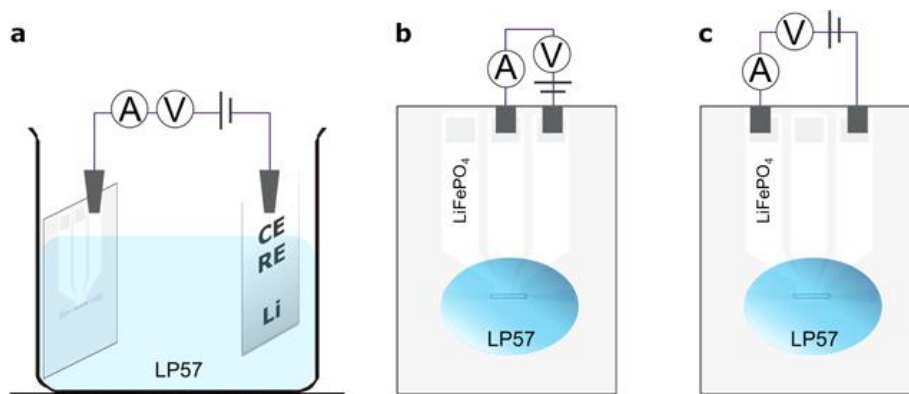 a
A V
CE
RE
Li
LP57
b
A V
LiFePO₄
LP57
c
A V
LiFePO₄
LP57